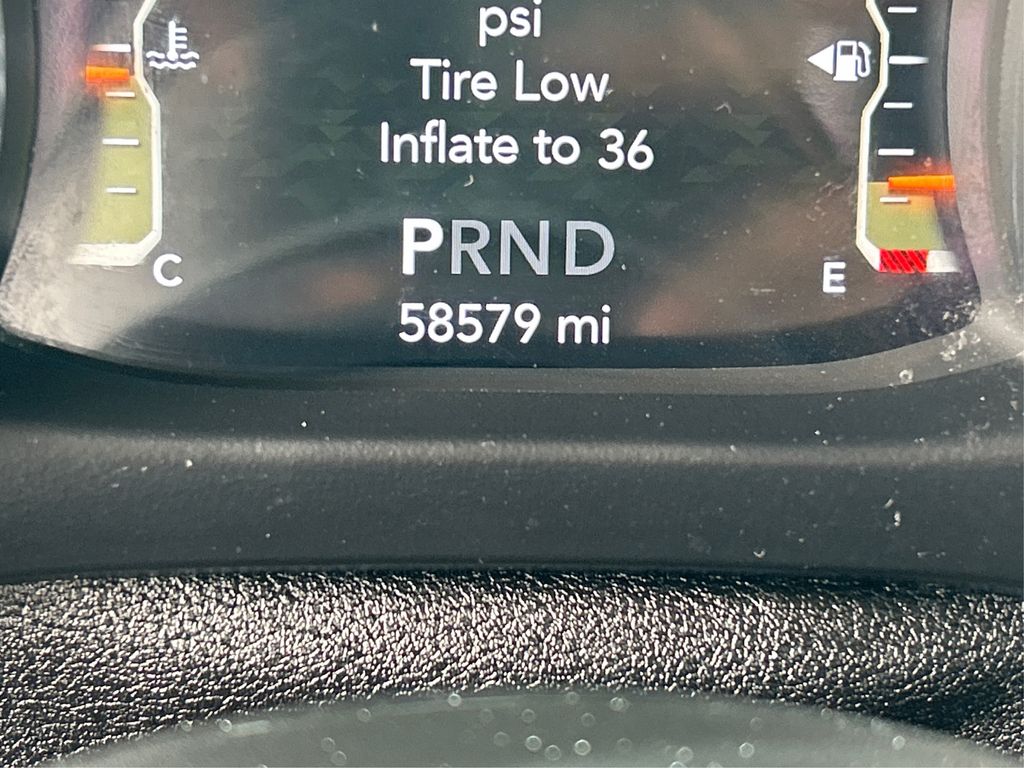 psi
Tire Low
Inflate to 36
PRND
58579 mi
C
E